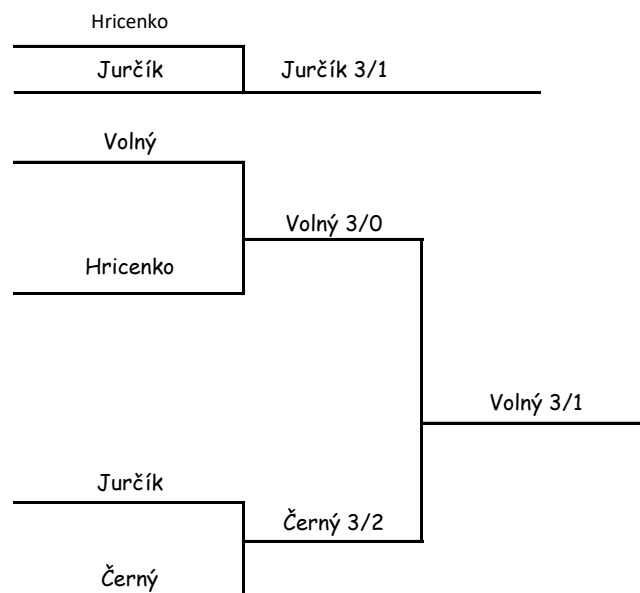 Hricenko
Jurčík
Jurčík 3/1
Volný
Volný 3/0
Hricenko
Volný 3/1
Jurčík
Černý 3/2
Černý